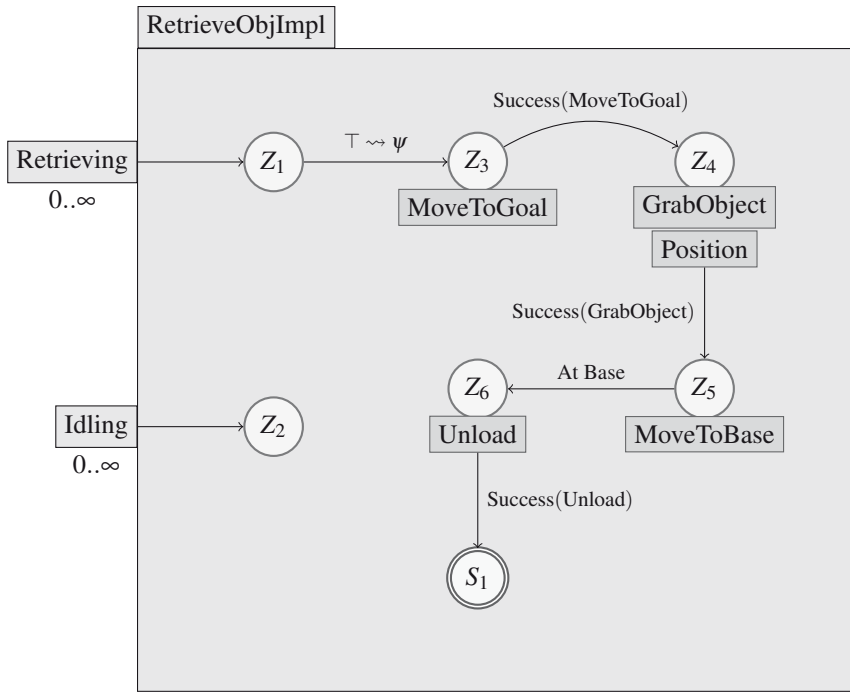 RetrieveObjImpl
Success(MoveToGoal)
Retrieving
0..∞
Z1
⊤ ⇝ ψ
Z3
Z4
MoveToGoal
GrabObject
Position
Success(GrabObject)
Idling
0..∞
Z2
Z6
At Base
Z5
Unload
MoveToBase
Success(Unload)
S1